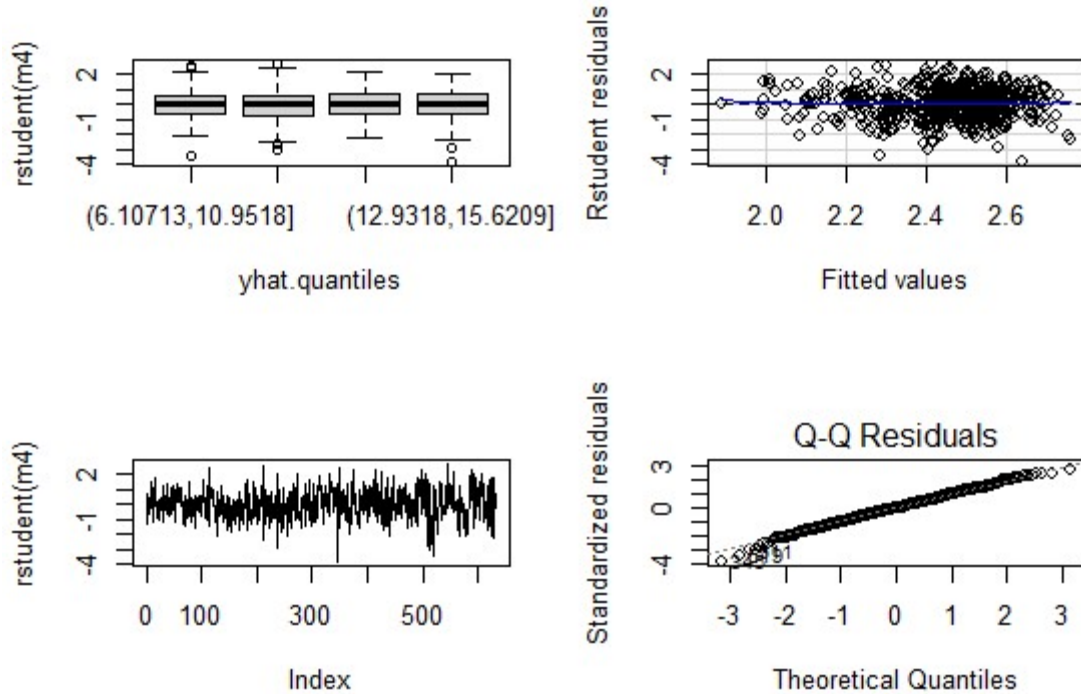 rstudent(m4)
2
-1
-4
(6.10713,10.9518]
(12.9318,15.6209]
yhat.quantiles
Rstudent residuals
2
-1
-4
2.0 2.2 2.4 2.6
Fitted values
rstudent(m4)
2
-1
-4
0 100 300 500
Index
Q-Q Residuals
Standardized residuals
3
0
-4
-3 -2 -1 0 1 2 3
Theoretical Quantiles